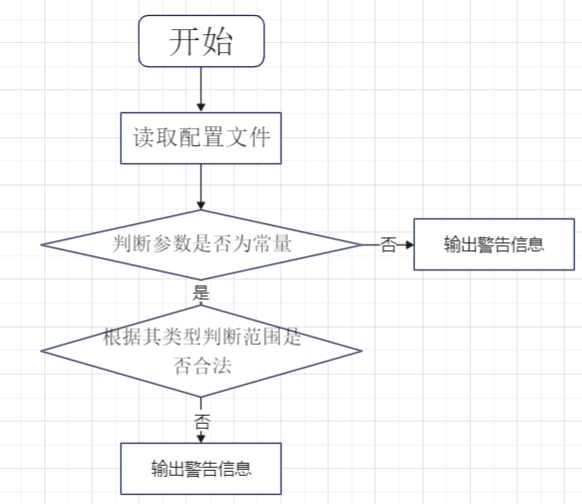 开始
读取配置文件
判断参数是否为常量
否
输出警告信息
是
根据其类型判断范围是
否合法
否
输出警告信息